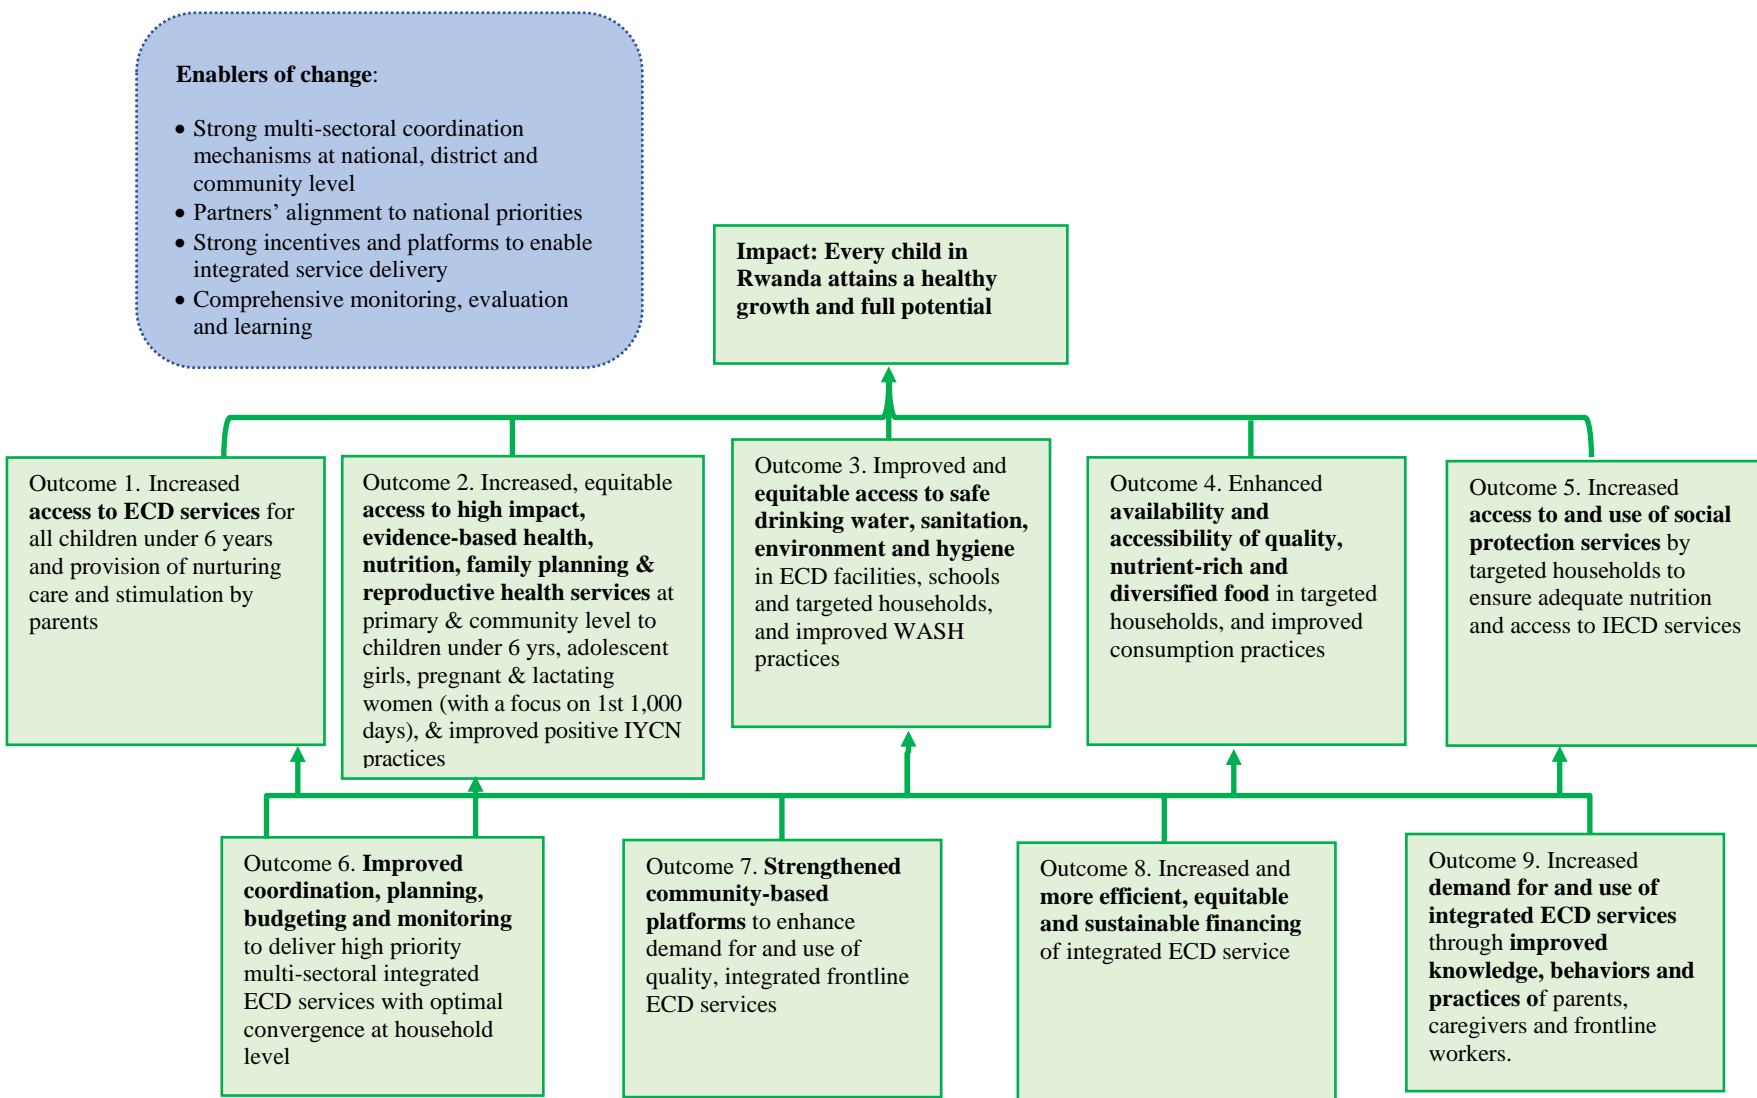 Enablers of change:
• Strong multi-sectoral coordination
mechanisms at national, district and
community level
• Partners’ alignment to national priorities
• Strong incentives and platforms to enable
integrated service delivery
• Comprehensive monitoring, evaluation
and learning
Impact: Every child in
Rwanda attains a healthy
growth and full potential
Outcome 1. Increased
access to ECD services for
all children under 6 years
and provision of nurturing
care and stimulation by
parents
Outcome 2. Increased, equitable
access to high impact,
evidence-based health,
nutrition, family planning &
reproductive health services at
primary & community level to
children under 6 yrs, adolescent
girls, pregnant & lactating
women (with a focus on 1st 1,000
days), & improved positive IYCN
practices
Outcome 3. Improved and
equitable access to safe
drinking water, sanitation,
environment and hygiene
in ECD facilities, schools
and targeted households,
and improved WASH
practices
Outcome 4. Enhanced
availability and
accessibility of quality,
nutrient-rich and
diversified food in targeted
households, and improved
consumption practices
Outcome 5. Increased
access to and use of social
protection services by
targeted households to
ensure adequate nutrition
and access to IECD services
Outcome 6. Improved
coordination, planning,
budgeting and monitoring
to deliver high priority
multi-sectoral integrated
ECD services with optimal
convergence at household
level
Outcome 7. Strengthened
community-based
platforms to enhance
demand for and use of
quality, integrated frontline
ECD services
Outcome 8. Increased and
more efficient, equitable
and sustainable financing
of integrated ECD service
Outcome 9. Increased
demand for and use of
integrated ECD services
through improved
knowledge, behaviors and
practices of parents,
caregivers and frontline
workers.